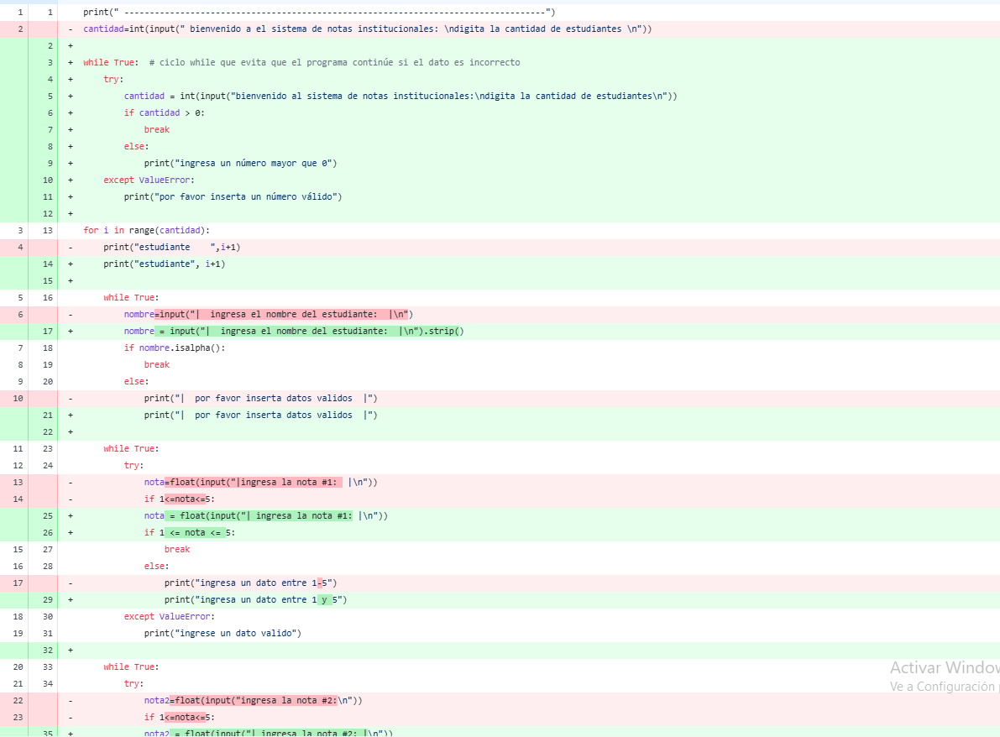 1 1 print(" -----------------------------------------------------------------------------------")
2 - cantidad=int(input(" bienvenido a el sistema de notas institucionales: \ndigita la cantidad de estudiantes \n"))
2 +
3 + while True:  # ciclo while que evita que el programa continúe si el dato es incorrecto
4 +     try:
5 +         cantidad = int(input("bienvenido al sistema de notas institucionales:\ndigita la cantidad de estudiantes\n"))
6 +         if cantidad > 0:
7 +             break
8 +         else:
9 +             print("ingresa un número mayor que 0")
10 +     except ValueError:
11 +         print("por favor inserta un número válido")
12 +
3 13 for i in range(cantidad):
4 -     print("estudiante    ",i+1)
14 +     print("estudiante", i+1)
15 +
5 16     while True:
6 -         nombre=input("|  ingresa el nombre del estudiante:  |\n")
17 +         nombre = input("|  ingresa el nombre del estudiante:  |\n").strip()
7 18         if nombre.isalpha():
8 19             break
9 20         else:
10 -             print("|  por favor inserta datos validos  |")
21 +             print("|  por favor inserta datos validos  |")
22 +
11 23     while True:
12 24         try:
13 -             nota=float(input("|ingresa la nota #1:  |\n"))
14 -             if 1<=nota<=5:
25 +             nota = float(input("| ingresa la nota #1: |\n"))
26 +             if 1 <= nota <= 5:
15 27                 break
16 28             else:
17 -                 print("ingresa un dato entre 1-5")
29 +                 print("ingresa un dato entre 1 y 5")
18 30         except ValueError:
19 31             print("ingrese un dato valido")
32 +
20 33     while True:
21 34         try:
22 -             nota2=float(input("ingresa la nota #2:\n"))
23 -             if 1<=nota<=5:
35 +             nota2 = float(input("| ingresa la nota #2: |\n"))
Activar Window
Ve a Configuración